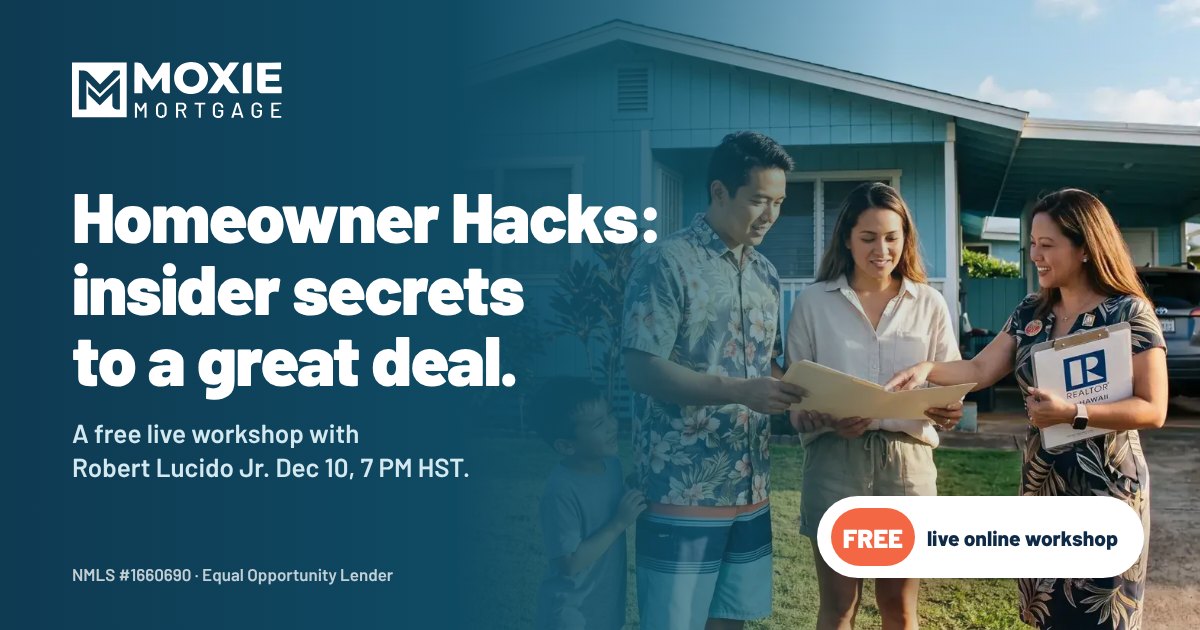 MOXIE
MORTGAGE
Homeowner Hacks:
insider secrets
to a great deal.
A free live workshop with
Robert Lucido Jr. Dec 10, 7 PM HST.
NMLS #1660690 · Equal Opportunity Lender
REALTOR®
HAWAII
FREE live online workshop